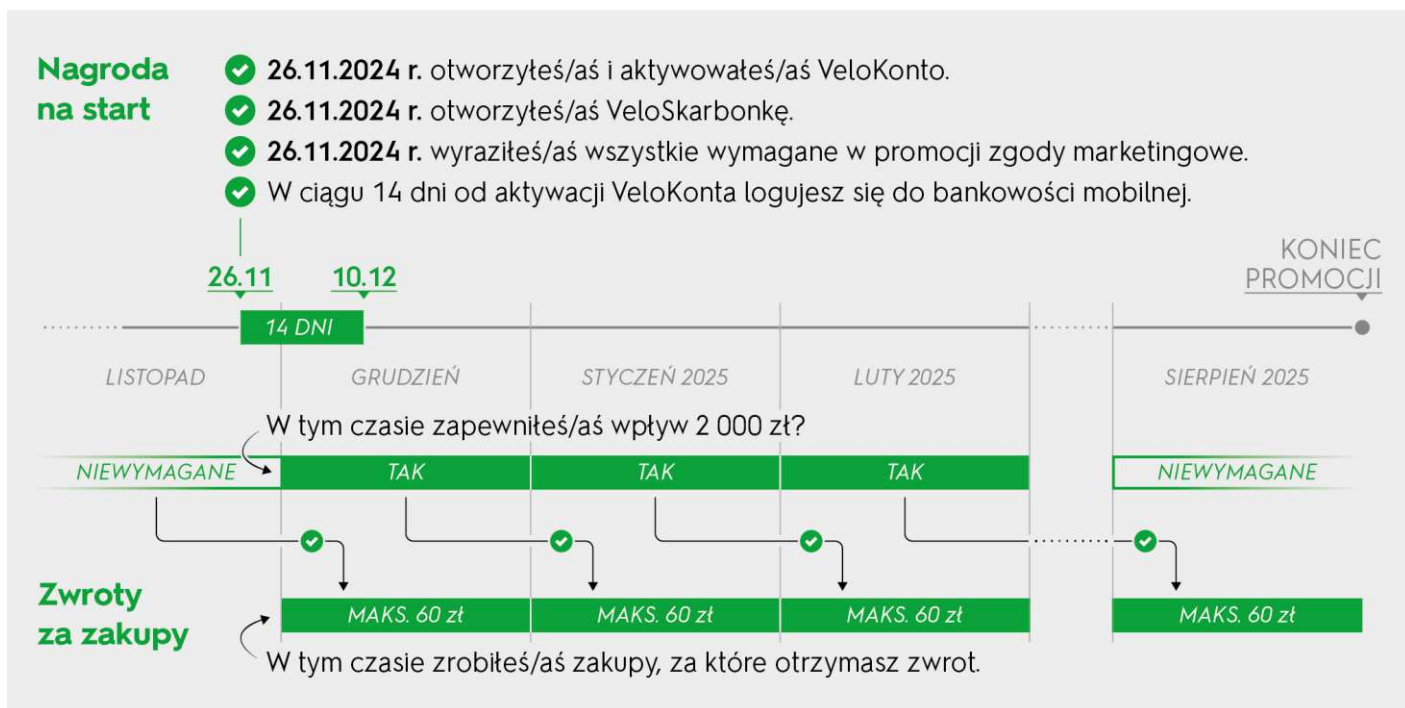 Nagroda
na start
26.11.2024 r. otworzyłeś/aś i aktywowałeś/aś VeloKonto.
26.11.2024 r. otworzyłeś/aś VeloSkarbonkę.
26.11.2024 r. wyraziłeś/aś wszystkie wymagane w promocji zgody marketingowe.
W ciągu 14 dni od aktywacji VeloKonta logujesz się do bankowości mobilnej.
26.11 10.12 KONIEC
PROMOCJI
14 DNI
LISTOPAD GRUDZIEŃ STYCZEŃ 2025 LUTY 2025 SIERPIEŃ 2025
W tym czasie zapewniłeś/aś wpływ 2 000 zł?
NIEWYMAGANE TAK TAK TAK NIEWYMAGANE
Zwroty
za zakupy
MAKS. 60 zł MAKS. 60 zł MAKS. 60 zł MAKS. 60 zł
W tym czasie zrobiłeś/aś zakupy, za które otrzymasz zwrot.